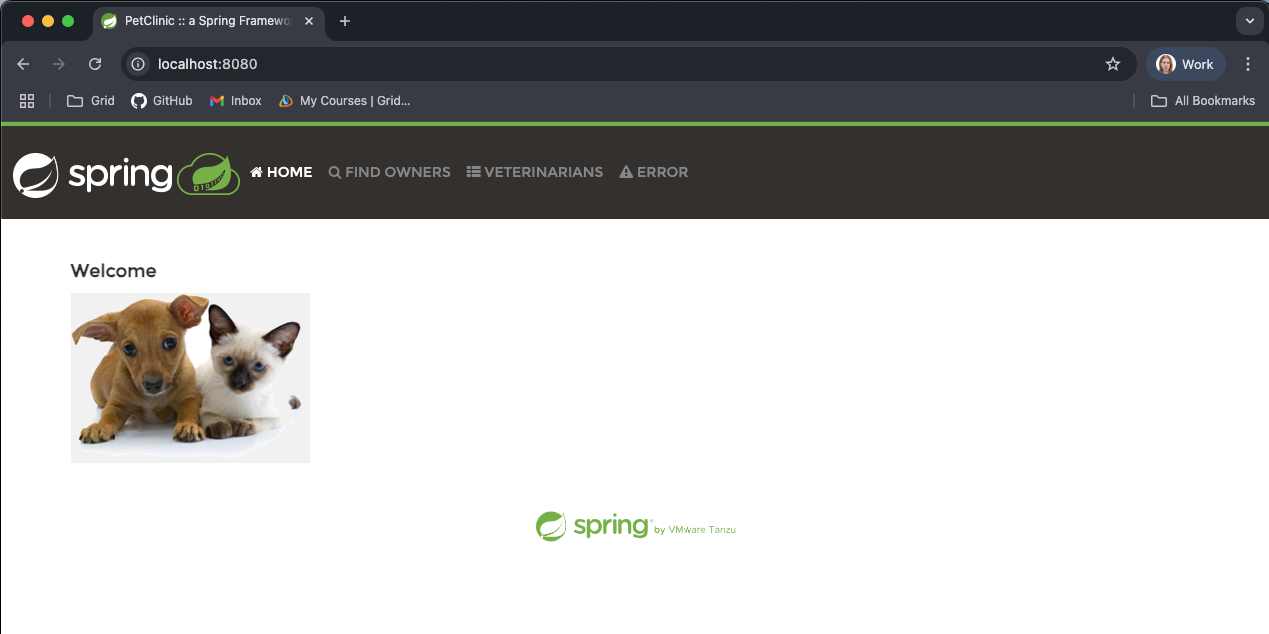 PetClinic :: a Spring Framewo
localhost:8080
Work
Grid
GitHub
Inbox
My Courses | Grid...
All Bookmarks
spring
HOME
FIND OWNERS
VETERINARIANS
ERROR
Welcome
spring by VMware Tanzu